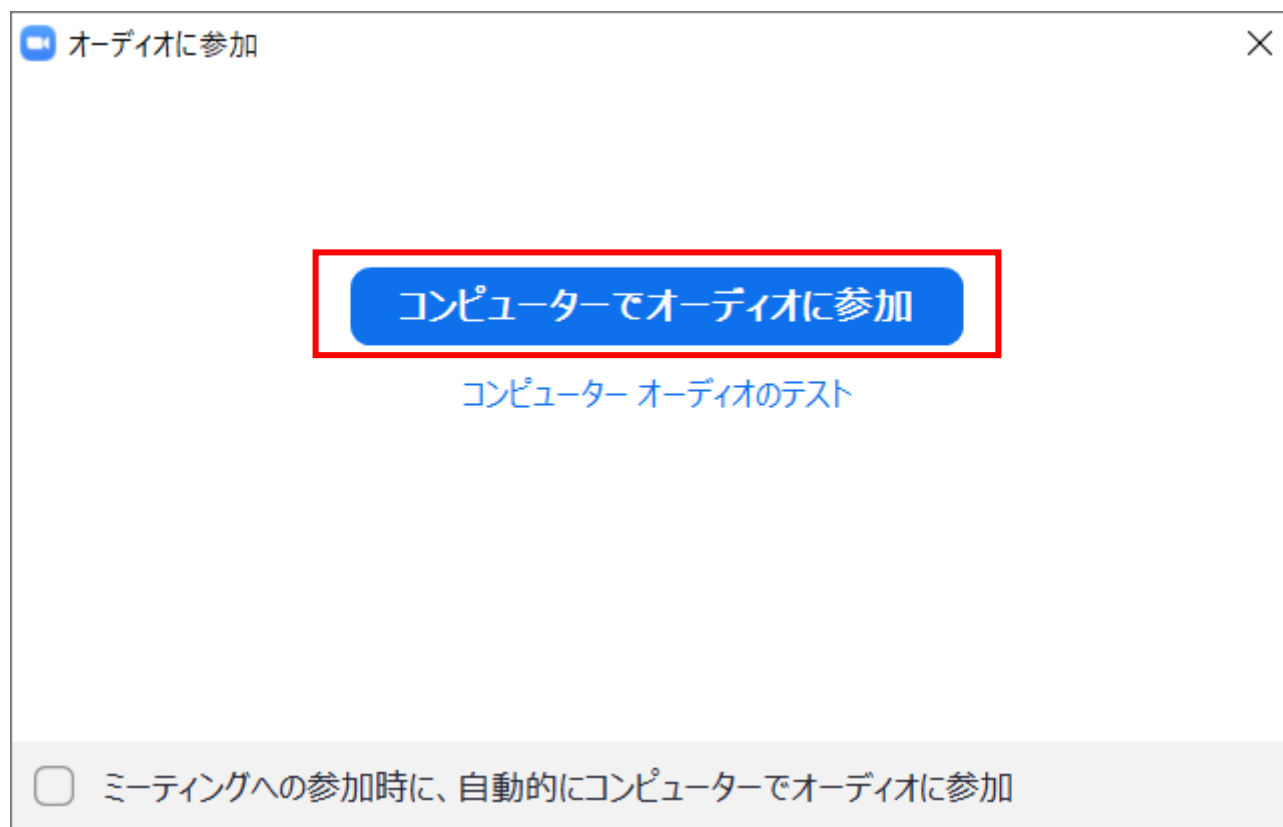 オーディオに参加
コンピューターでオーディオに参加
コンピューター オーディオのテスト
ミーティングへの参加時に、自動的にコンピューターでオーディオに参加